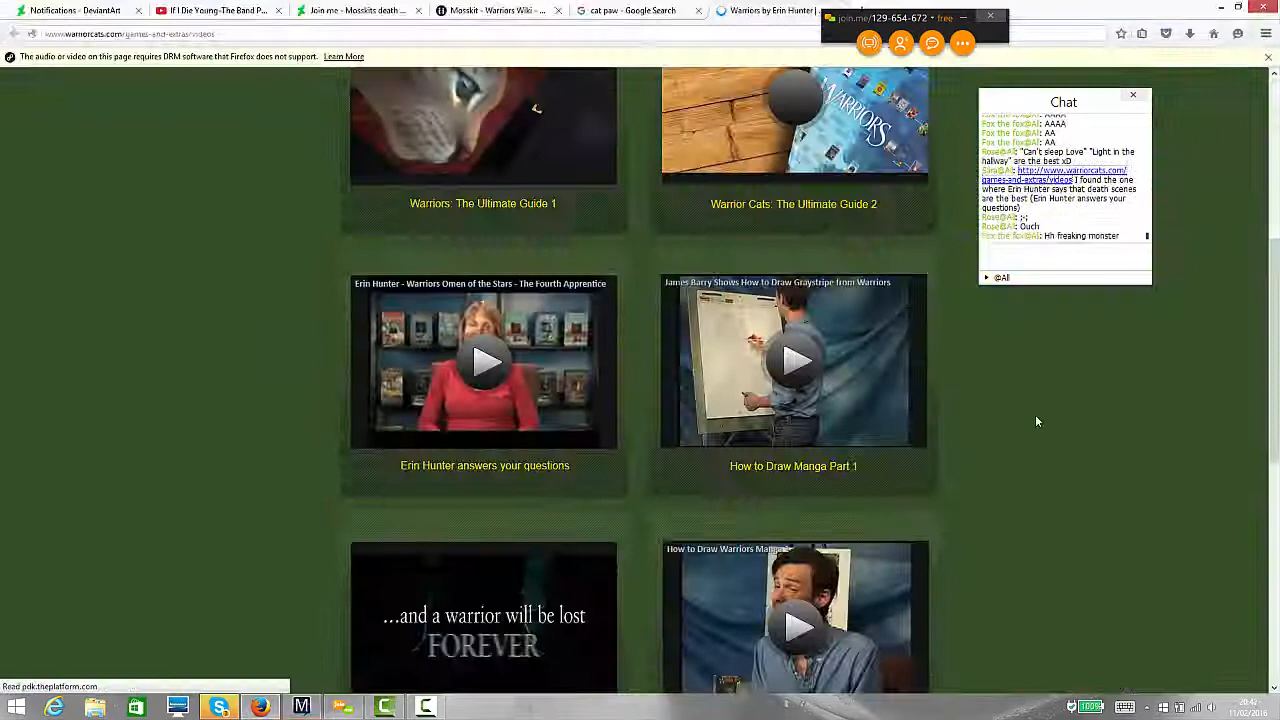 Notifications - DeviantArt
If I Die Young-The Band P
Join me - Mosskits death
Mosskit - Warriors Wiki -
cat paw - Google Search
Warriors by Erin Hunter |
join.me/129-654-672 free
www.warriorcats.com/games-and-extras/videos
The audio or video on this page requires DRM software that Firefox does not support. Learn More
WARRIORS
Warriors: The Ultimate Guide 1
Warrior Cats: The Ultimate Guide 2
Erin Hunter - Warriors Omen of the Stars - The Fourth Apprentice
James Barry Shows How to Draw Graystripe from Warriors
Erin Hunter answers your questions
How to Draw Manga Part 1
...and a warrior will be lost
FOREVER
How to Draw Warriors Manga
Chat
Fox the fox@All: AAAA
Fox the fox@All: AA
Fox the fox@All: AA
Rose@All: "Can't sleep Love" "Light in the
hallway" are the best xD
Sara@All: http://www.warriorcats.com/
games-and-extras/videos I found the one
where Erin Hunter says that death scenes
are the best (Erin Hunter answers your
questions)
Rose@All: ;-;
Rose@All: Ouch
Fox the fox@All: Hh freaking monster
@All
Read pdk.theplatform.com
100%
20:42
11/02/2016